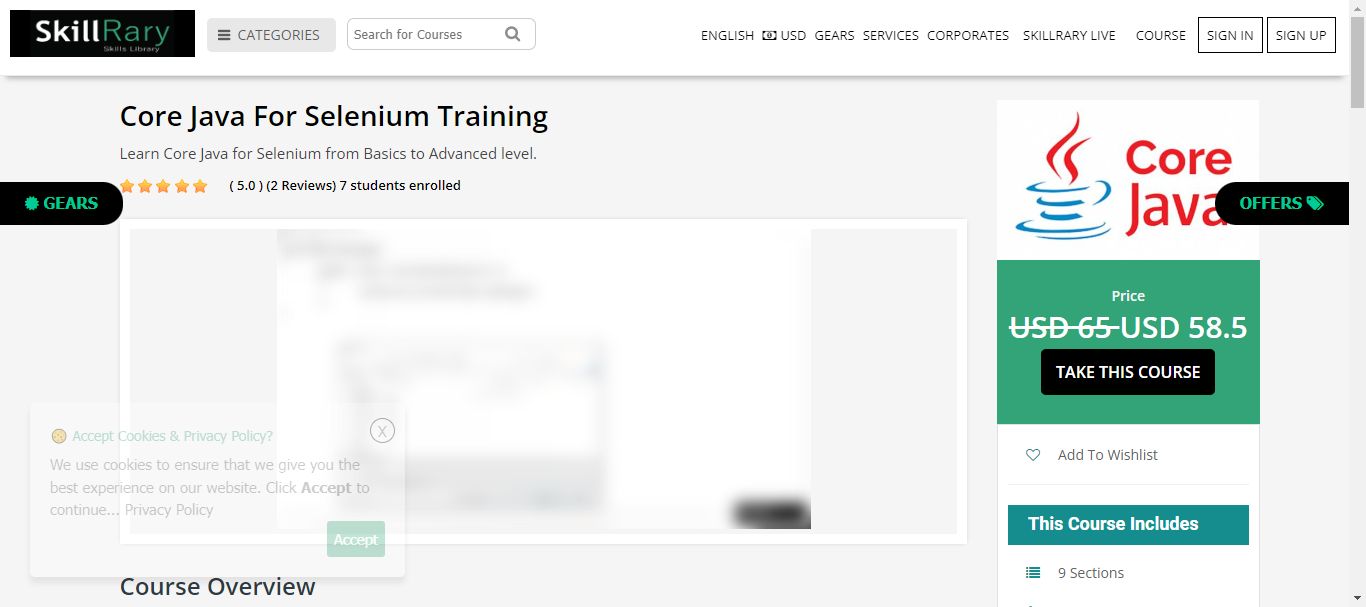 SkillRary
Skills Library
CATEGORIES
Search for Courses
ENGLISH USD GEARS SERVICES CORPORATES SKILLRARY LIVE COURSE SIGN IN SIGN UP
Core Java For Selenium Training
Learn Core Java for Selenium from Basics to Advanced level.
( 5.0 ) (2 Reviews) 7 students enrolled
GEARS
Accept Cookies & Privacy Policy?
X
We use cookies to ensure that we give you the
best experience on our website. Click Accept to
continue... Privacy Policy
Accept
Course Overview
Core
Java
OFFERS
Price
USD 65 USD 58.5
TAKE THIS COURSE
Add To Wishlist
This Course Includes
9 Sections